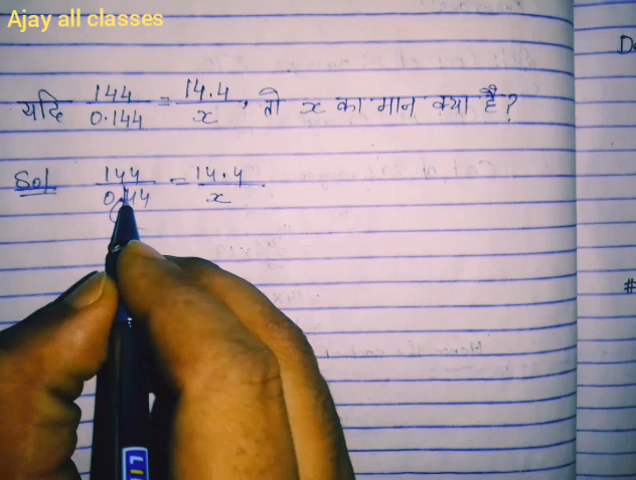 Ajay all classes
यदि 144/0.144 = 14.4/x, तो x का मान क्या है?
Sol 144/0.144 = 14.4/x
#